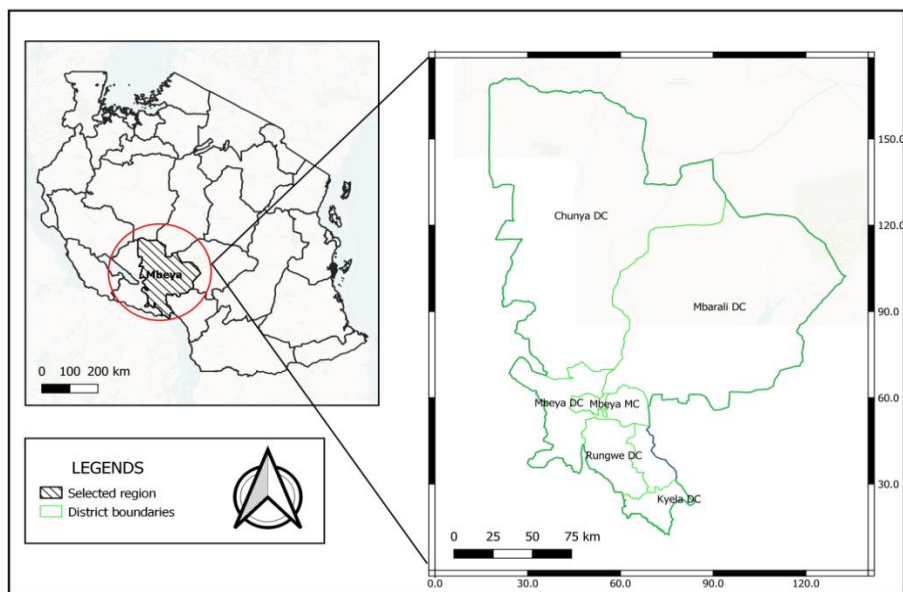 Mbeya
0 100 200 km
LEGENDS
Selected region
District boundaries
Chunya DC
Mbarali DC
Mbeya DC
Mbeya MC
Rungwe DC
Kyela DC
0 25 50 75 km
150.0
120.0
90.0
60.0
30.0
0.0
30.0
60.0
90.0
120.0